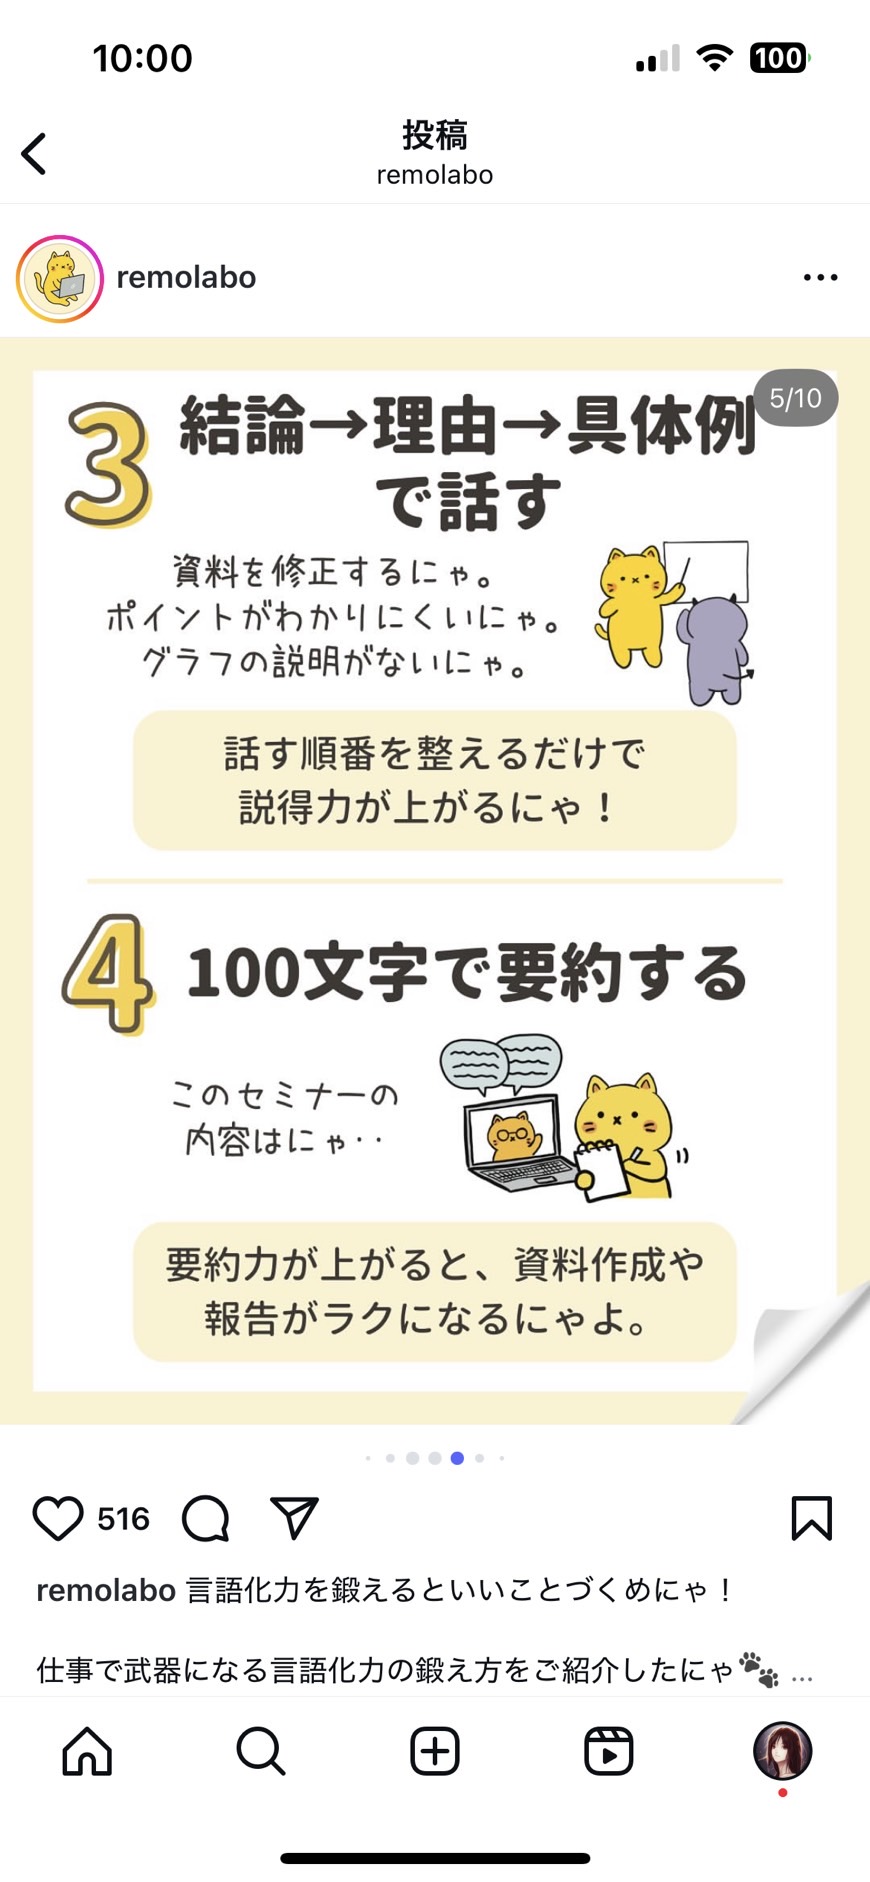 10:00
100
投稿
remolabo
remolabo
5/10
3 結論→理由→具体例
で話す
資料を修正するにゃ。
ポイントがわかりにくいにゃ。
グラフの説明がないにゃ。
話す順番を整えるだけで
説得力が上がるにゃ！
4 100文字で要約する
このセミナーの
内容はにゃ‥
要約力が上がると、資料作成や
報告がラクになるにゃよ。
516
remolabo 言語化力を鍛えるといいことづくめにゃ！
仕事で武器になる言語化力の鍛え方をご紹介したにゃ🐾 ...